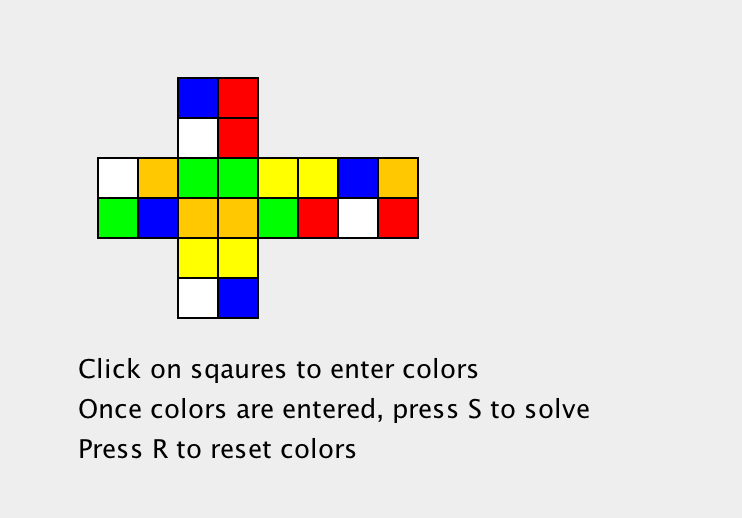 Click on sqaures to enter colors
Once colors are entered, press S to solve
Press R to reset colors